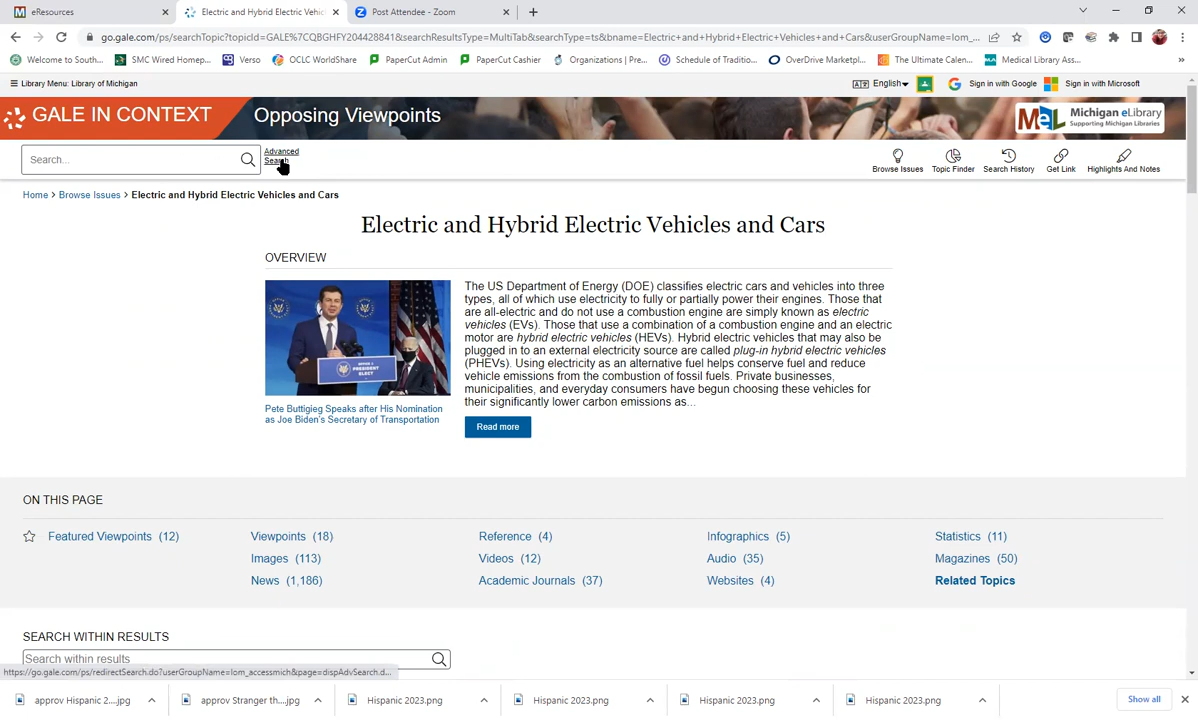 eResources
Electric and Hybrid Electric Vehic
Post Attendee - Zoom
go.gale.com/ps/searchTopic?topicId=GALE%7CQBGHFY204428841&searchResultsType=MultiTab&searchType=ts&bname=Electric+and+Hybrid+Electric+Vehicles+and+Cars&userGroupName=lom_...
Welcome to South...
SMC Wired Homep...
Verso
OCLC WorldShare
PaperCut Admin
PaperCut Cashier
Organizations | Pre...
Schedule of Traditio...
OverDrive Marketpl...
The Ultimate Calen...
Medical Library Ass...
Library Menu: Library of Michigan
English
Sign in with Google
Sign in with Microsoft
GALE IN CONTEXT
Opposing Viewpoints
MeL Michigan eLibrary
Supporting Michigan Libraries
Search...
Advanced
Search
Browse Issues
Topic Finder
Search History
Get Link
Highlights And Notes
Home > Browse Issues > Electric and Hybrid Electric Vehicles and Cars
Electric and Hybrid Electric Vehicles and Cars
OVERVIEW
Pete Buttigieg Speaks after His Nomination
as Joe Biden's Secretary of Transportation
The US Department of Energy (DOE) classifies electric cars and vehicles into three
types, all of which use electricity to fully or partially power their engines. Those that
are all-electric and do not use a combustion engine are simply known as electric
vehicles (EVs). Those that use a combination of a combustion engine and an electric
motor are hybrid electric vehicles (HEVs). Hybrid electric vehicles that may also be
plugged in to an external electricity source are called plug-in hybrid electric vehicles
(PHEVs). Using electricity as an alternative fuel helps conserve fuel and reduce
vehicle emissions from the combustion of fossil fuels. Private businesses,
municipalities, and everyday consumers have begun choosing these vehicles for
their significantly lower carbon emissions as...
Read more
ON THIS PAGE
Featured Viewpoints (12)
Viewpoints (18)
Reference (4)
Infographics (5)
Statistics (11)
Images (113)
Videos (12)
Audio (35)
Magazines (50)
News (1,186)
Academic Journals (37)
Websites (4)
Related Topics
SEARCH WITHIN RESULTS
Search within results
https://go.gale.com/ps/redirectSearch.do?userGroupName=lom_accessmich&page=dispAdvSearch.d...
approv Hispanic 2....jpg
approv Stranger th....jpg
Hispanic 2023.png
Hispanic 2023.png
Hispanic 2023.png
Hispanic 2023.png
Show all